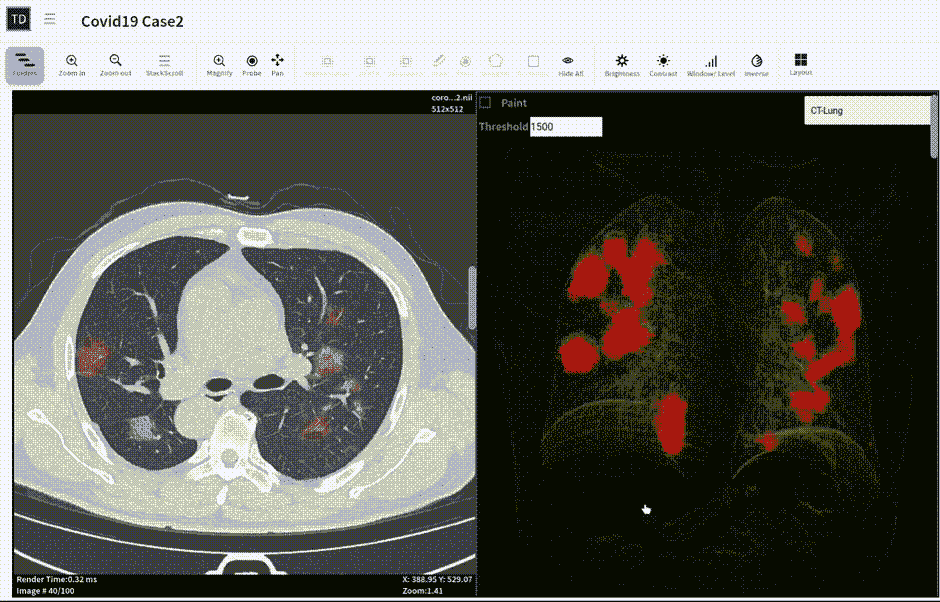 TD
Covid19 Case2
Zoom in
Zoom out
StackScroll
Magnify
Probe
Pan
Hide All
Brightness
Contrast
Window/ Level
Inverse
Layout
coro...2.nii
512x512
Paint
Threshold 1500
CT-Lung
Render Time:0.32 ms
Image # 40/100
X: 388.95 Y: 529.07
Zoom:1.41